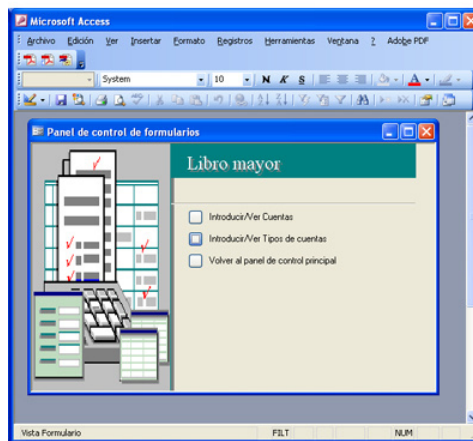 Microsoft Access
Archivo Edición Ver Insertar Formato Registros Herramientas Ventana ? Adobe PDF
System 10 N K S
Panel de control de formularios
Libro mayor
Introducir/Ver Cuentas
Introducir/Ver Tipos de cuentas
Volver al panel de control principal
Vista Formulario FILT NUM